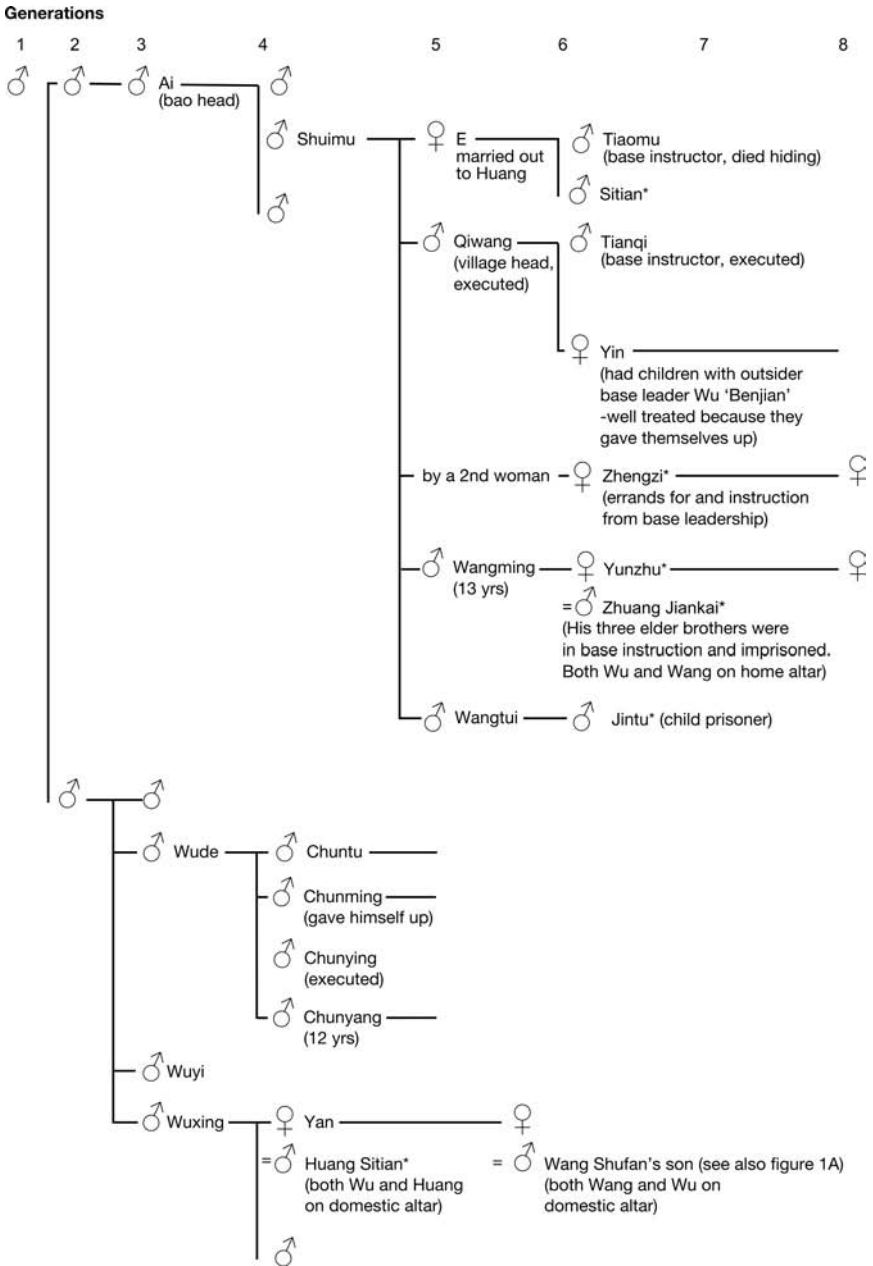 Generations
1 2 3 4 5 6 7 8
Ai
(bao head)
Shuimu
E
married out
to Huang
Tiaomu
(base instructor, died hiding)
Sitian*
Qiwang
(village head,
executed)
Tianqi
(base instructor, executed)
Yin
(had children with outsider
base leader Wu ‘Benjian’
-well treated because they
gave themselves up)
by a 2nd woman
Zhengzi*
(errands for and instruction
from base leadership)
Wangming
(13 yrs)
Yunzhu*
= Zhuang Jiankai*
(His three elder brothers were
in base instruction and imprisoned.
Both Wu and Wang on home altar)
Wangtui
Jintu* (child prisoner)
Wude
Chuntu
Chunming
(gave himself up)
Chunying
(executed)
Chunyang
(12 yrs)
Wuyi
Wuxing
Yan
= Huang Sitian*
(both Wu and Huang
on domestic altar)
= Wang Shufan’s son (see also figure 1A)
(both Wang and Wu on
domestic altar)